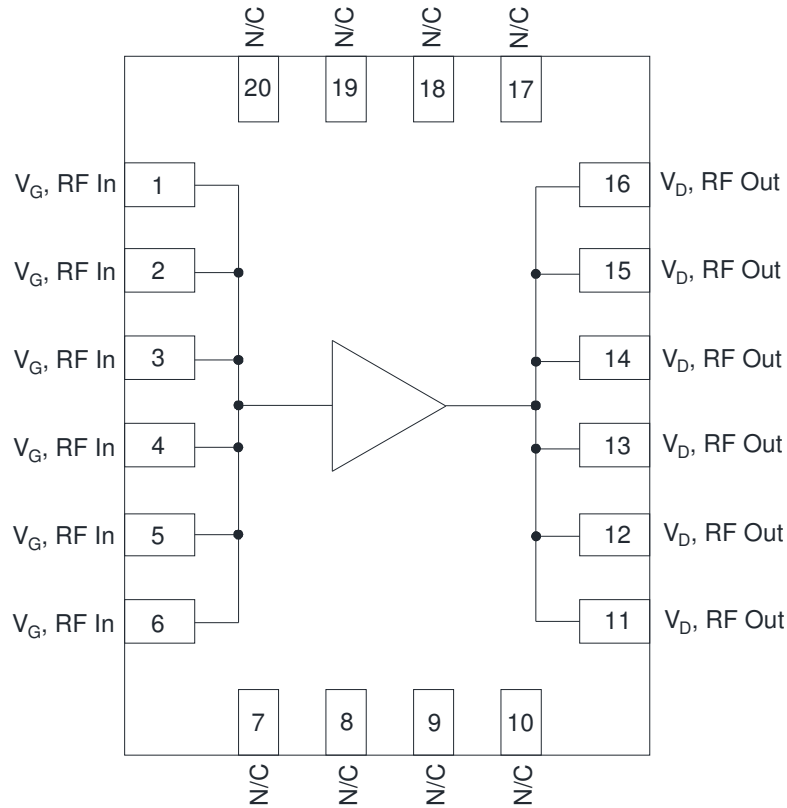 N/C N/C N/C N/C
20 19 18 17
V_G, RF In 1 16 V_D, RF Out
V_G, RF In 2 15 V_D, RF Out
V_G, RF In 3 14 V_D, RF Out
V_G, RF In 4 13 V_D, RF Out
V_G, RF In 5 12 V_D, RF Out
V_G, RF In 6 11 V_D, RF Out
7 8 9 10
N/C N/C N/C N/C